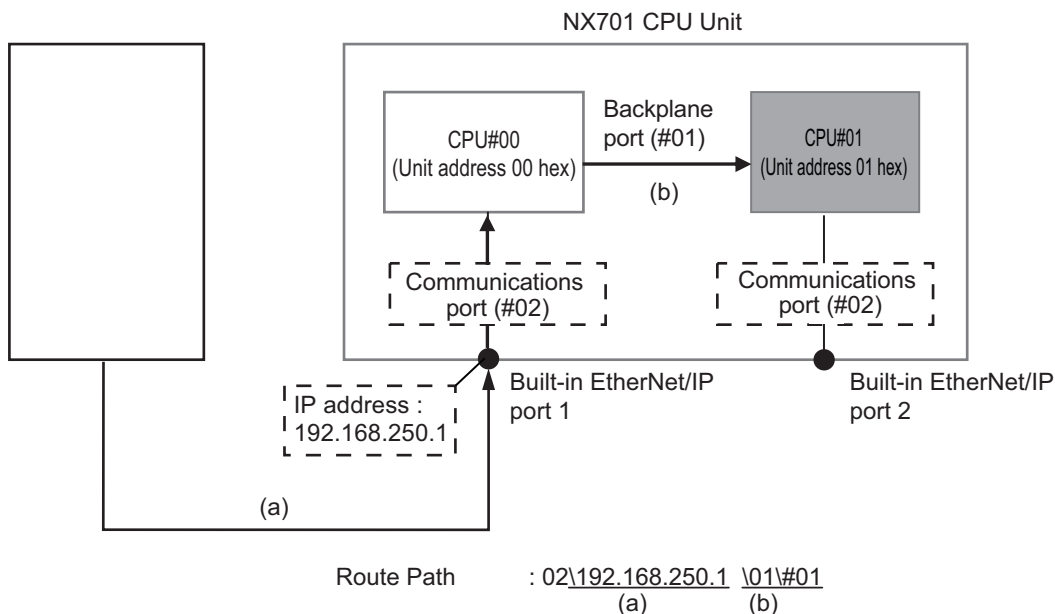 NX701 CPU Unit
CPU#00
(Unit address 00 hex)
Backplane
port (#01)
(b)
CPU#01
(Unit address 01 hex)
Communications
port (#02)
Communications
port (#02)
IP address :
192.168.250.1
Built-in EtherNet/IP
port 1
Built-in EtherNet/IP
port 2
(a)
Route Path : 02\192.168.250.1 \01\#01
(a) (b)